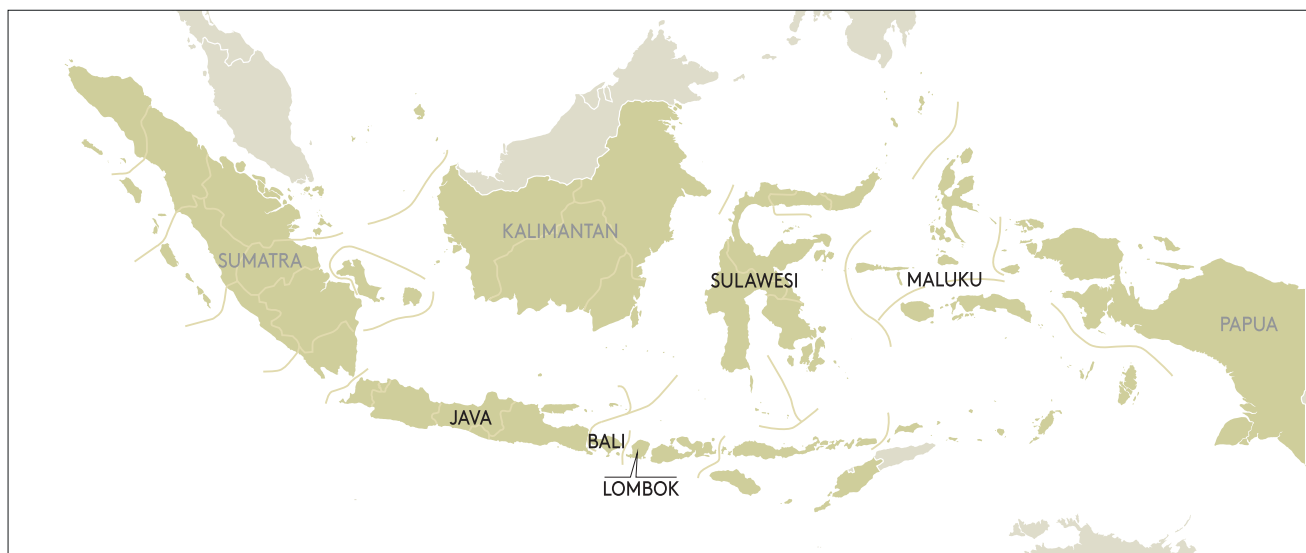 KALIMANTAN
SUMATRA
SULAWESI
MALUKU
PAPUA
JAVA
BALI
LOMBOK